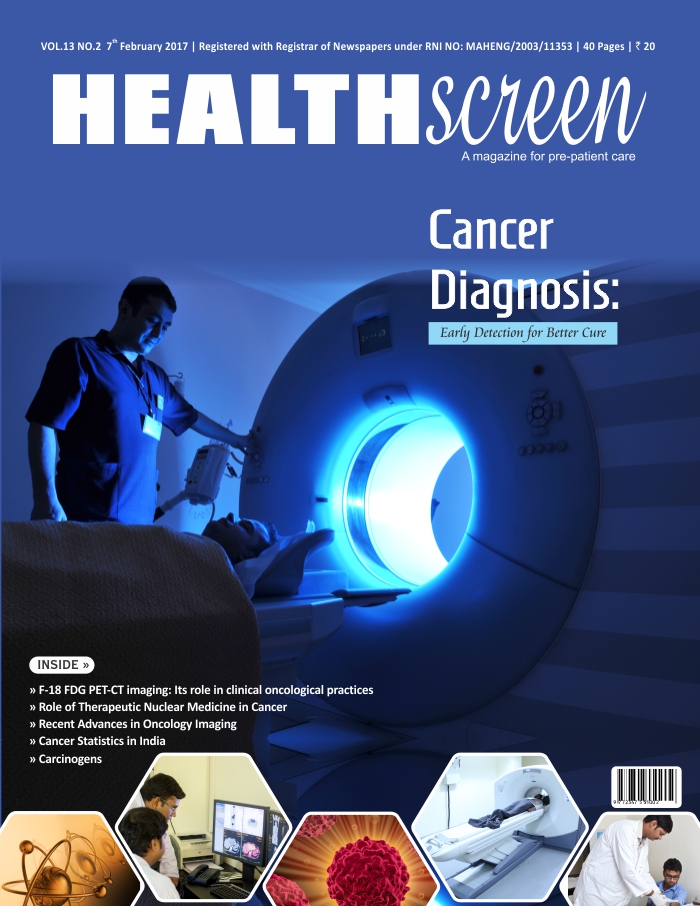 VOL.13 NO.2 7th February 2017 | Registered with Registrar of Newspapers under RNI NO: MAHENG/2003/11353 | 40 Pages | ₹ 20
HEALTHscreen
A magazine for pre-patient care
Cancer
Diagnosis:
Early Detection for Better Cure
INSIDE »
» F-18 FDG PET-CT imaging: Its role in clinical oncological practices
» Role of Therapeutic Nuclear Medicine in Cancer
» Recent Advances in Oncology Imaging
» Cancer Statistics in India
» Carcinogens